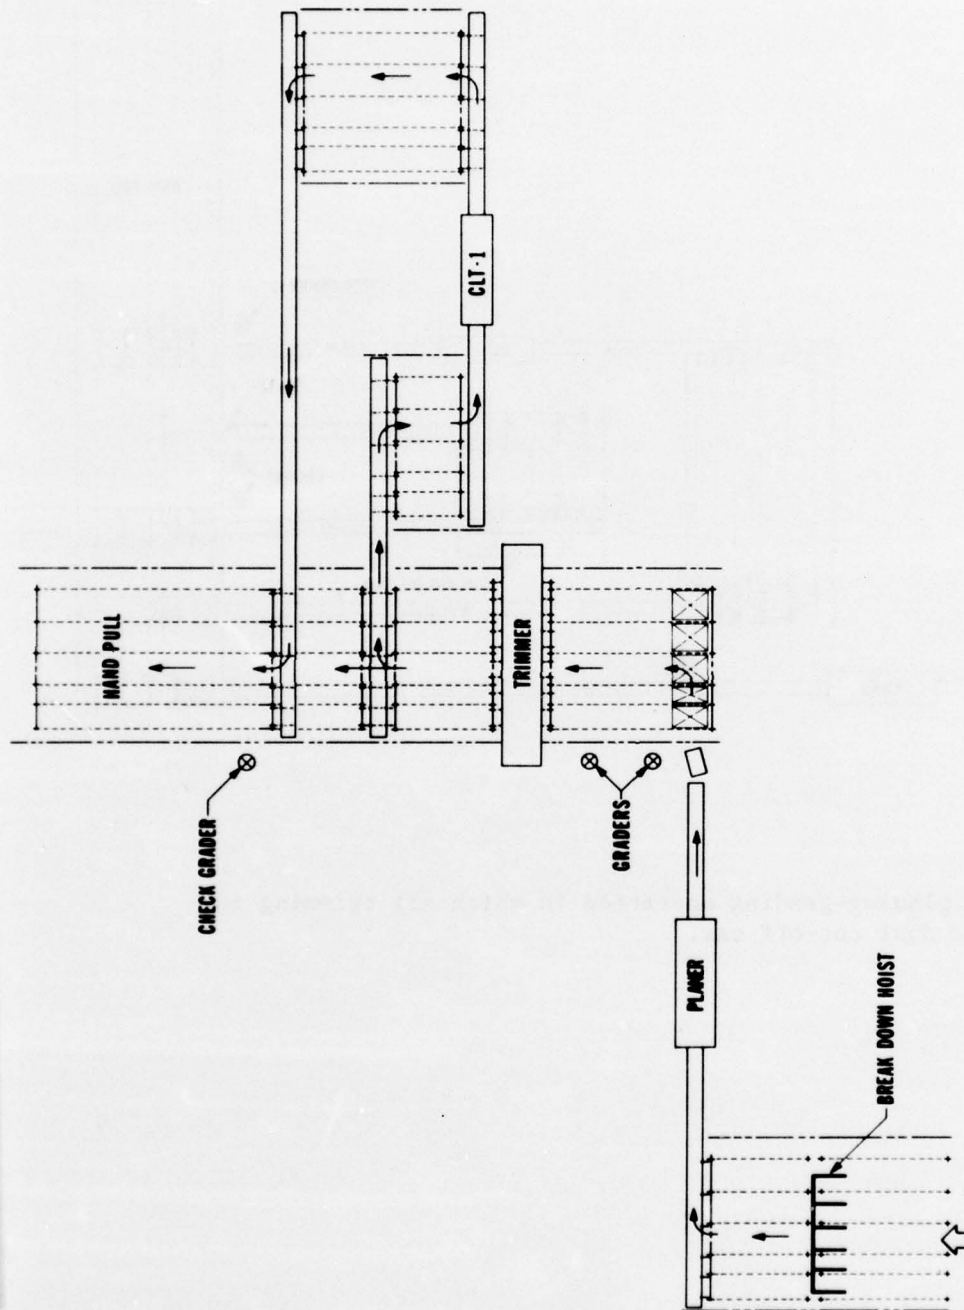 HAND PULL
CLT-1
TRIMMER
CHECK GRADER
GRADERS
PLANER
BREAK DOWN HOIST